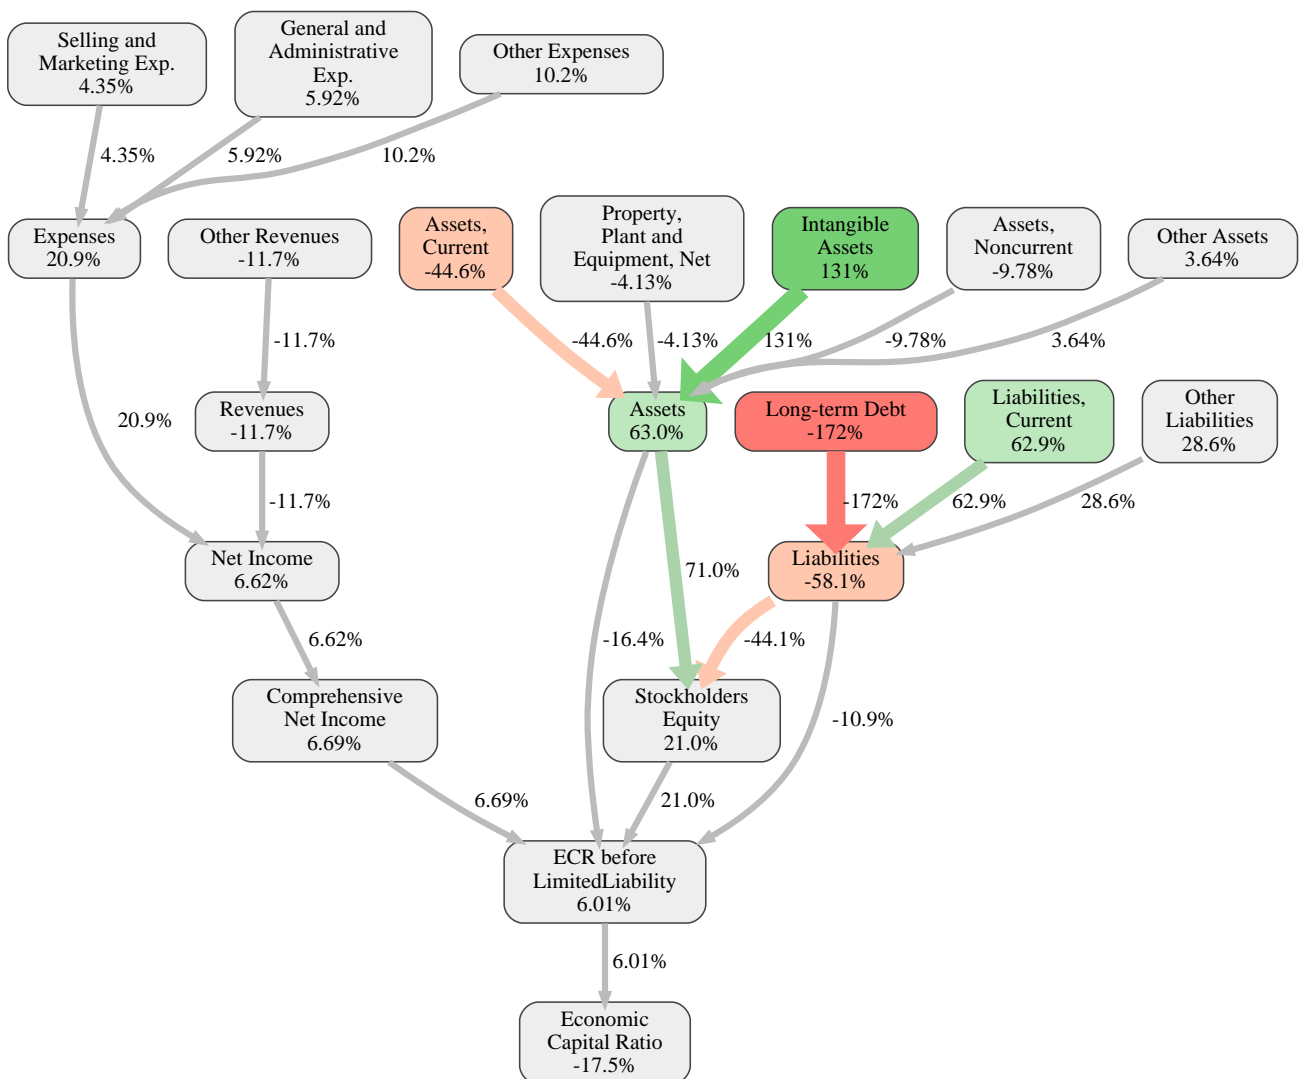 Selling and
Marketing Exp.
4.35%
General and
Administrative
Exp.
5.92%
Other Expenses
10.2%
4.35%
5.92%
10.2%
Expenses
20.9%
Other Revenues
-11.7%
Assets,
Current
-44.6%
Property,
Plant and
Equipment, Net
-4.13%
Intangible
Assets
131%
Assets,
Noncurrent
-9.78%
Other Assets
3.64%
-11.7%
-44.6%
-4.13%
131%
-9.78%
3.64%
20.9%
Revenues
-11.7%
Assets
63.0%
Long-term Debt
-172%
Liabilities,
Current
62.9%
Other
Liabilities
28.6%
-11.7%
-172%
62.9%
28.6%
Net Income
6.62%
71.0%
Liabilities
-58.1%
6.62%
-16.4%
-44.1%
Comprehensive
Net Income
6.69%
Stockholders
Equity
21.0%
-10.9%
6.69%
21.0%
ECR before
LimitedLiability
6.01%
6.01%
Economic
Capital Ratio
-17.5%